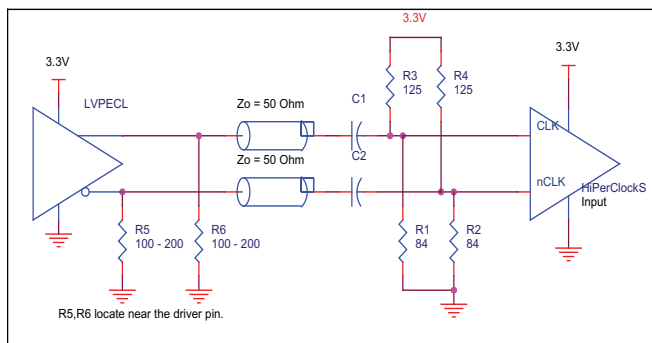 3.3V
3.3V
3.3V
LVPECL
R3
125
R4
125
Zo = 50 Ohm
C1
CLK
Zo = 50 Ohm
C2
nCLK
HiPerClockS
Input
R5
100 - 200
R6
100 - 200
R1
84
R2
84
R5,R6 locate near the driver pin.